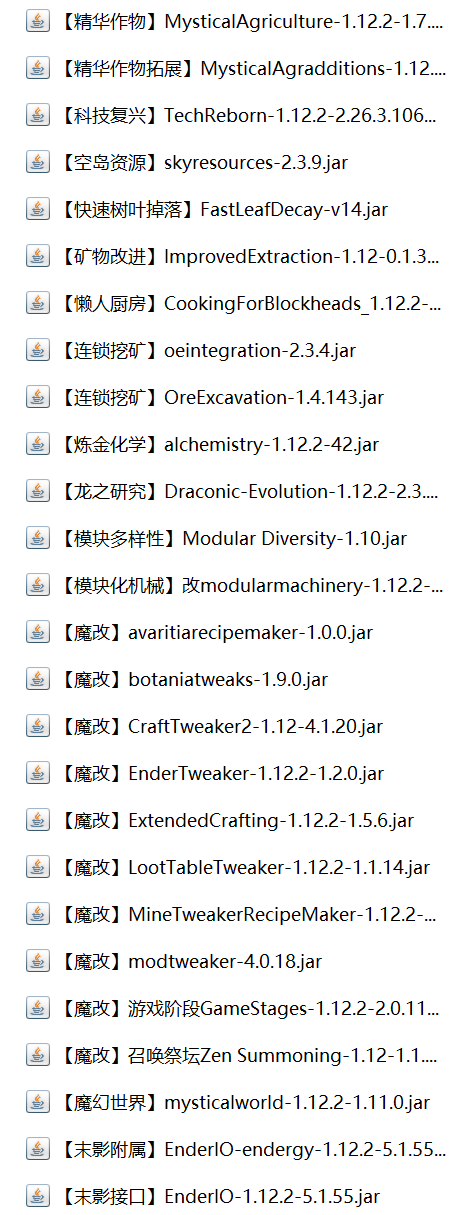 【精华作物】MysticalAgriculture-1.12.2-1.7....
【精华作物拓展】MysticalAgradditions-1.12....
【科技复兴】TechReborn-1.12.2-2.26.3.106...
【空岛资源】skyresources-2.3.9.jar
【快速树叶掉落】FastLeafDecay-v14.jar
【矿物改进】ImprovedExtraction-1.12-0.1.3...
【懒人厨房】CookingForBlockheads_1.12.2-...
【连锁挖矿】oeintegration-2.3.4.jar
【连锁挖矿】OreExcavation-1.4.143.jar
【炼金化学】alchemistry-1.12.2-42.jar
【龙之研究】Draconic-Evolution-1.12.2-2.3....
【模块多样性】Modular Diversity-1.10.jar
【模块化机械】改modularmachinery-1.12.2-...
【魔改】avaritiarecipemaker-1.0.0.jar
【魔改】botaniatweaks-1.9.0.jar
【魔改】CraftTweaker2-1.12-4.1.20.jar
【魔改】EnderTweaker-1.12.2-1.2.0.jar
【魔改】ExtendedCrafting-1.12.2-1.5.6.jar
【魔改】LootTableTweaker-1.12.2-1.1.14.jar
【魔改】MineTweakerRecipeMaker-1.12.2-...
【魔改】modtweaker-4.0.18.jar
【魔改】游戏阶段GameStages-1.12.2-2.0.11...
【魔改】召唤祭坛Zen Summoning-1.12-1.1....
【魔幻世界】mysticalworld-1.12.2-1.11.0.jar
【末影附属】EnderIO-endergy-1.12.2-5.1.55...
【末影接口】EnderIO-1.12.2-5.1.55.jar